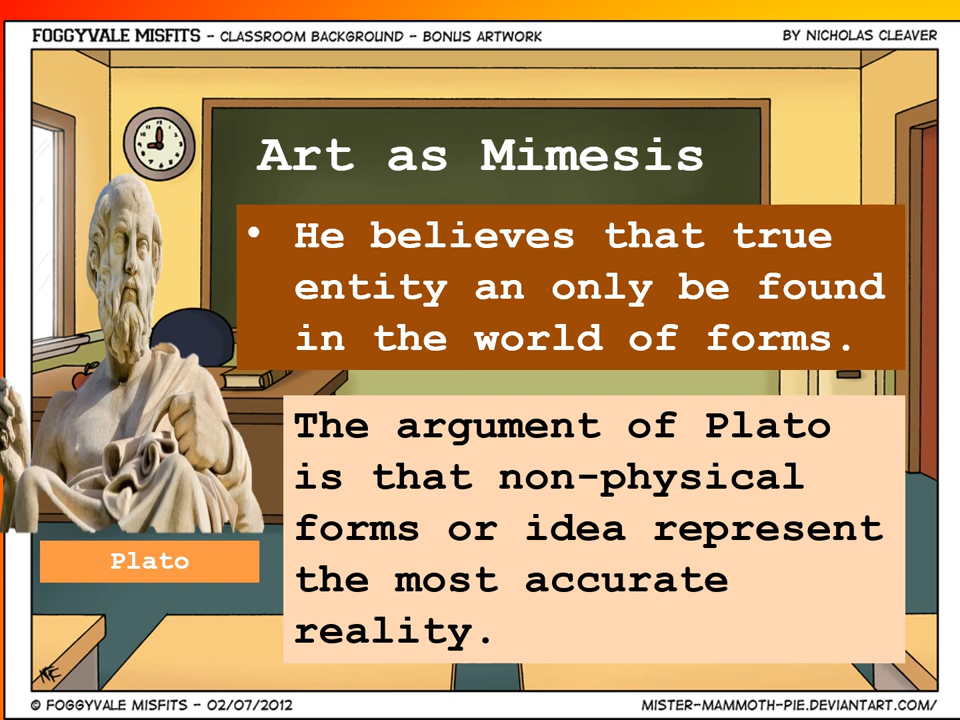 FOGGYVALE MISFITS - CLASSROOM BACKGROUND - BONUS ARTWORK
BY NICHOLAS CLEAVER
Art as Mimesis
• He believes that true
entity an only be found
in the world of forms.
The argument of Plato
is that non-physical
forms or idea represent
the most accurate
reality.
Plato
© FOGGYVALE MISFITS - 02/07/2012
MISTER-MAMMOTH-PIE.DEVIANTART.COM/